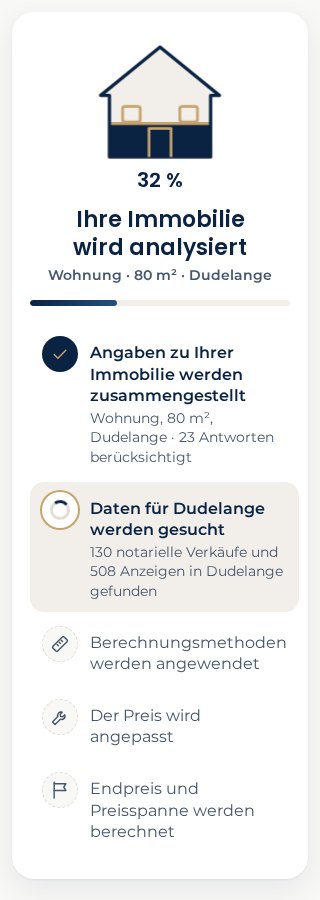 32 %
Ihre Immobilie
wird analysiert
Wohnung · 80 m² · Dudelange
Angaben zu Ihrer
Immobilie werden
zusammengestellt
Wohnung, 80 m²,
Dudelange · 23 Antworten
berücksichtigt
Daten für Dudelange
werden gesucht
130 notarielle Verkäufe und
508 Anzeigen in Dudelange
gefunden
Berechnungsmethoden
werden angewendet
Der Preis wird
angepasst
Endpreis und
Preisspanne werden
berechnet